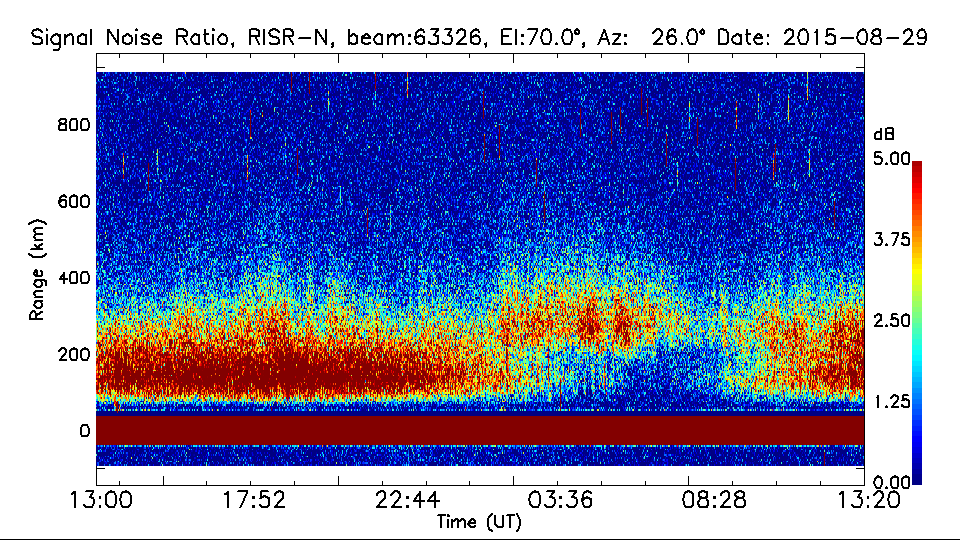 Signal Noise Ratio, RISR-N, beam:63326, El:70.0°, Az: 26.0° Date: 2015-08-29
dB
5.00
3.75
2.50
1.25
0.00
Range (km)
800
600
400
200
0
13:00 17:52 22:44 03:36 08:28 13:20
Time (UT)